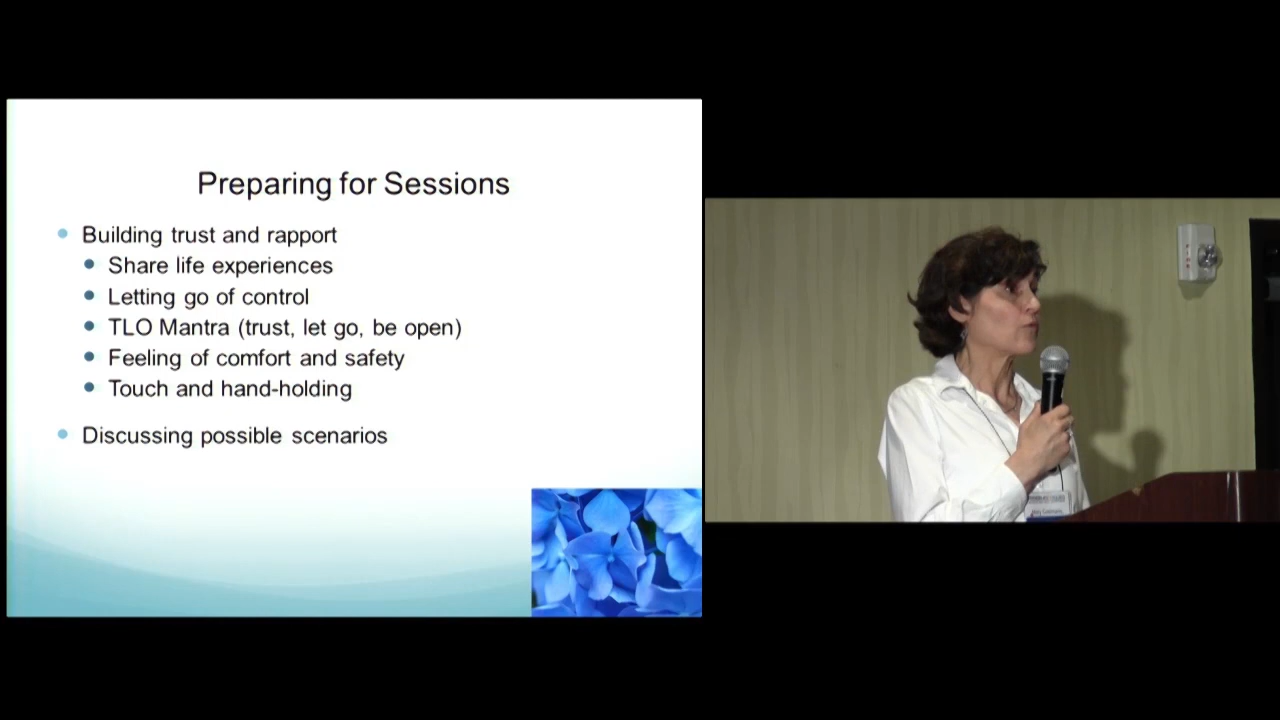 Preparing for Sessions
Building trust and rapport
Share life experiences
Letting go of control
TLO Mantra (trust, let go, be open)
Feeling of comfort and safety
Touch and hand-holding
Discussing possible scenarios